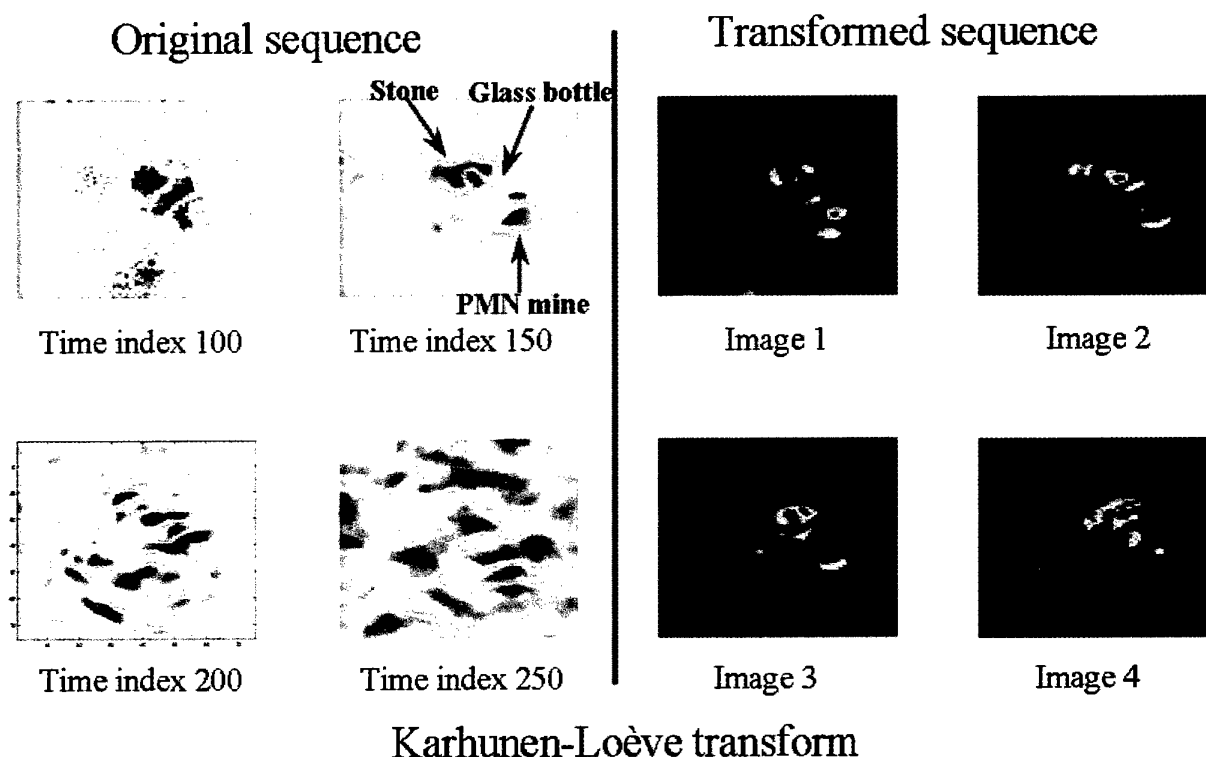 Original sequence
Transformed sequence
Stone
Glass bottle
PMN mine
Time index 100
Time index 150
Image 1
Image 2
Time index 200
Time index 250
Image 3
Image 4
Karhunen-Loève transform